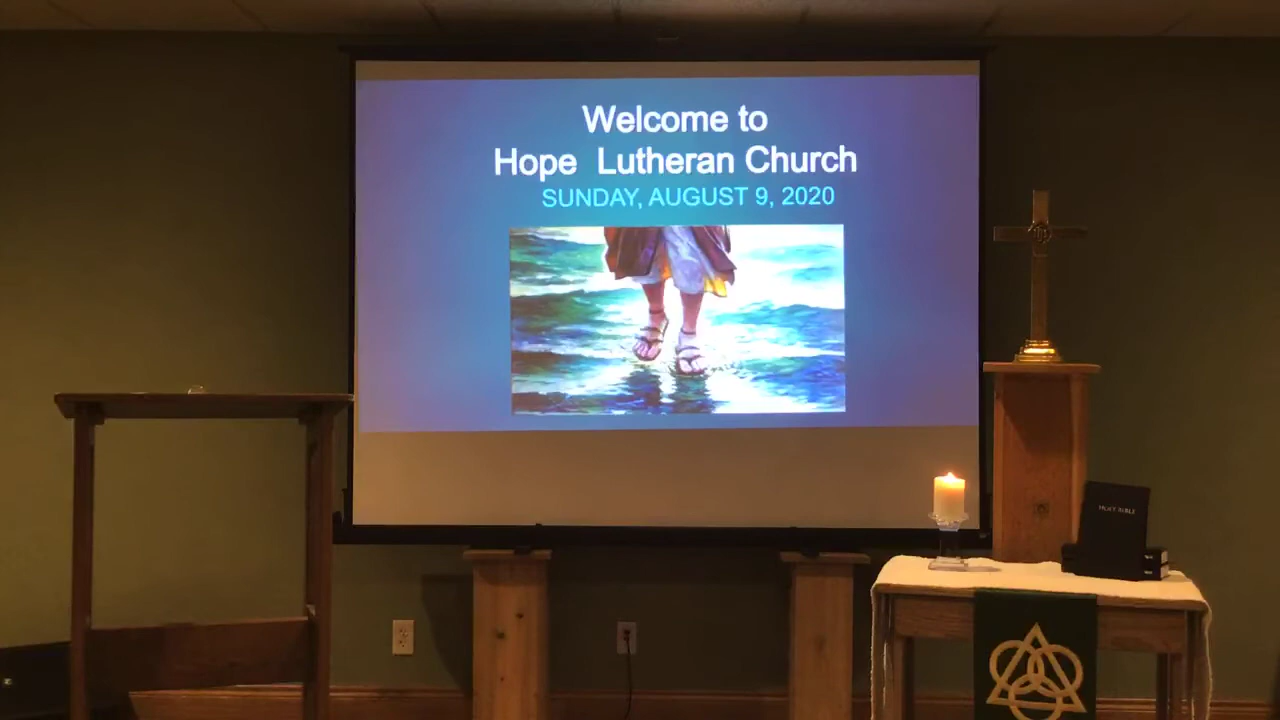 Welcome to
Hope Lutheran Church
SUNDAY, AUGUST 9, 2020
HOLY BIBLE